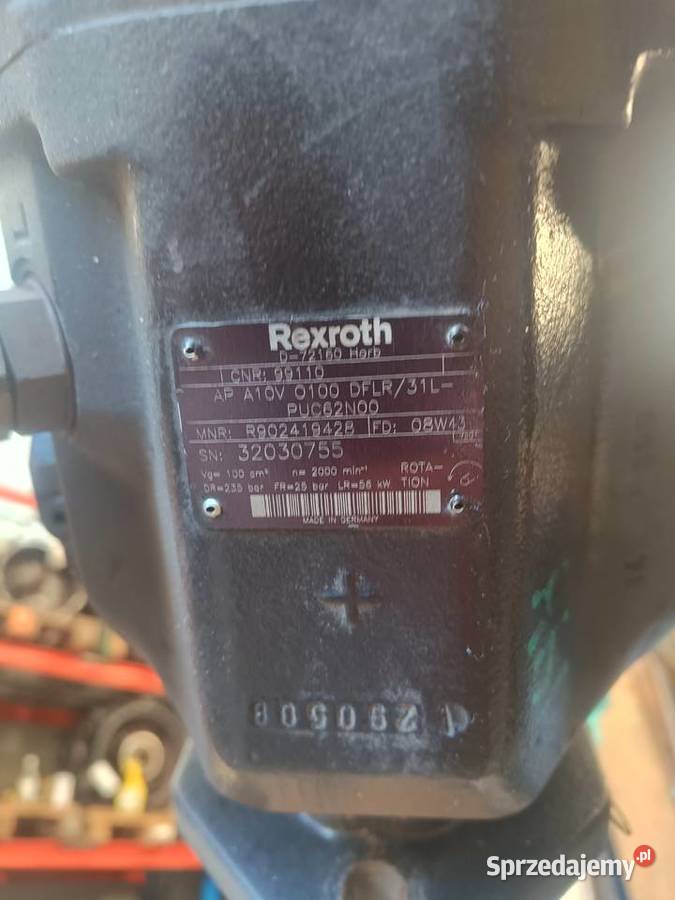 Rexroth
D-72160 Horb
CNR: 99110
AP A10V O100 DFLR/31L-
PUC62N00
MNR: R902419428 FD: 08W43
SN: 32030755
Vg= 100 cm³ n= 2000 min⁻¹ ROTA-
DR=235 bar FR=25 bar LR=56 kW TION
MADE IN GERMANY
Sprzedajemy.pl